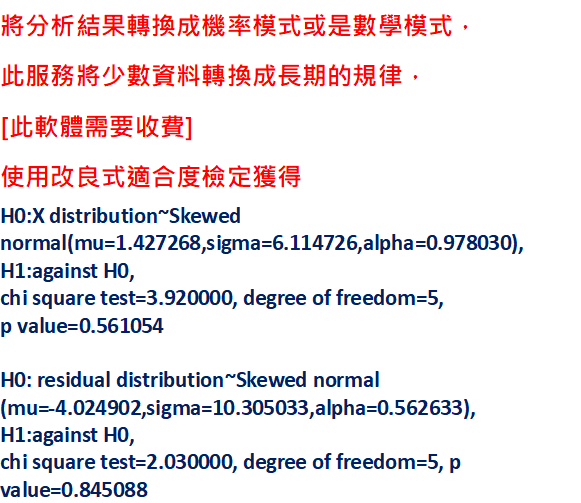 將分析結果轉換成機率模式或是數學模式，
此服務將少數資料轉換成長期的規律，
[此軟體需要收費]
使用改良式適合度檢定獲得
H0:X distribution~Skewed
normal(mu=1.427268,sigma=6.114726,alpha=0.978030),
H1:against H0,
chi square test=3.920000, degree of freedom=5,
p value=0.561054
H0: residual distribution~Skewed normal
(mu=-4.024902,sigma=10.305033,alpha=0.562633),
H1:against H0,
chi square test=2.030000, degree of freedom=5, p
value=0.845088